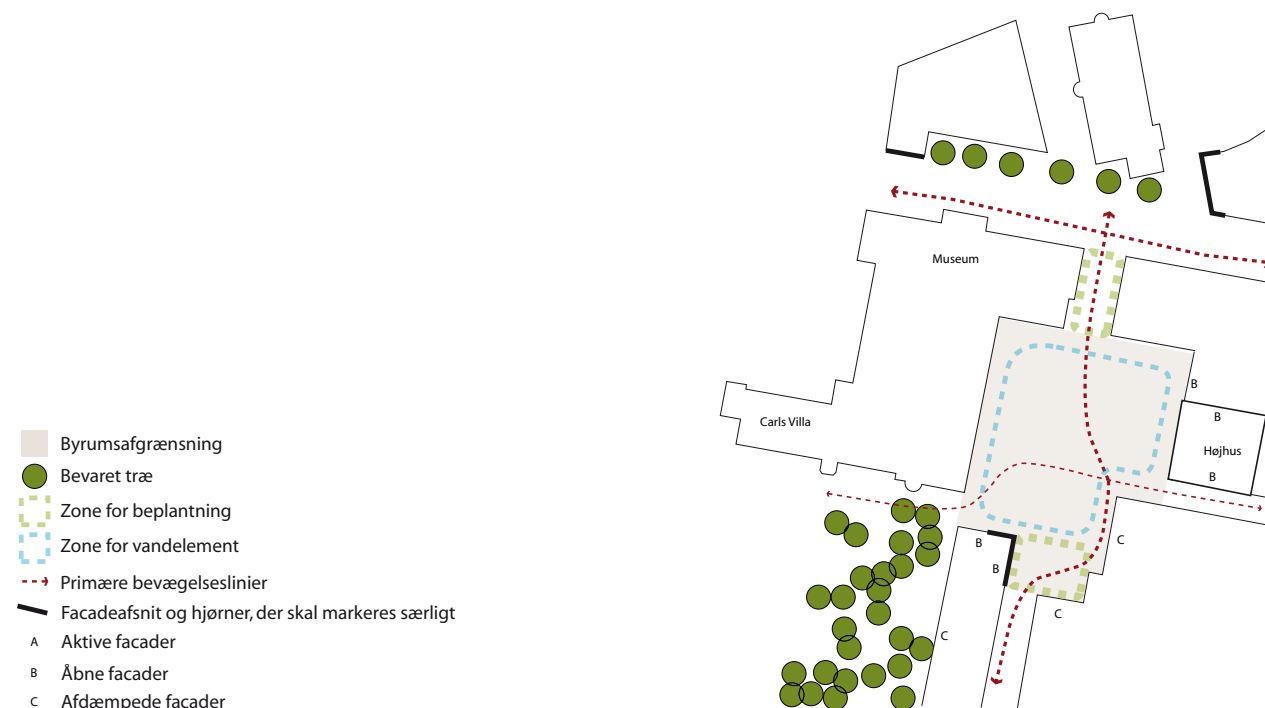 Museum
B
B
Carls Villa
Højhus
B
B
C
B
C
C
Byrumsafgrænsning
Bevaret træ
Zone for beplantning
Zone for vandelement
Primære bevægelseslinier
Facadeafsnit og hjørner, der skal markeres særligt
A Aktive facader
B Åbne facader
C Afdæmpede facader